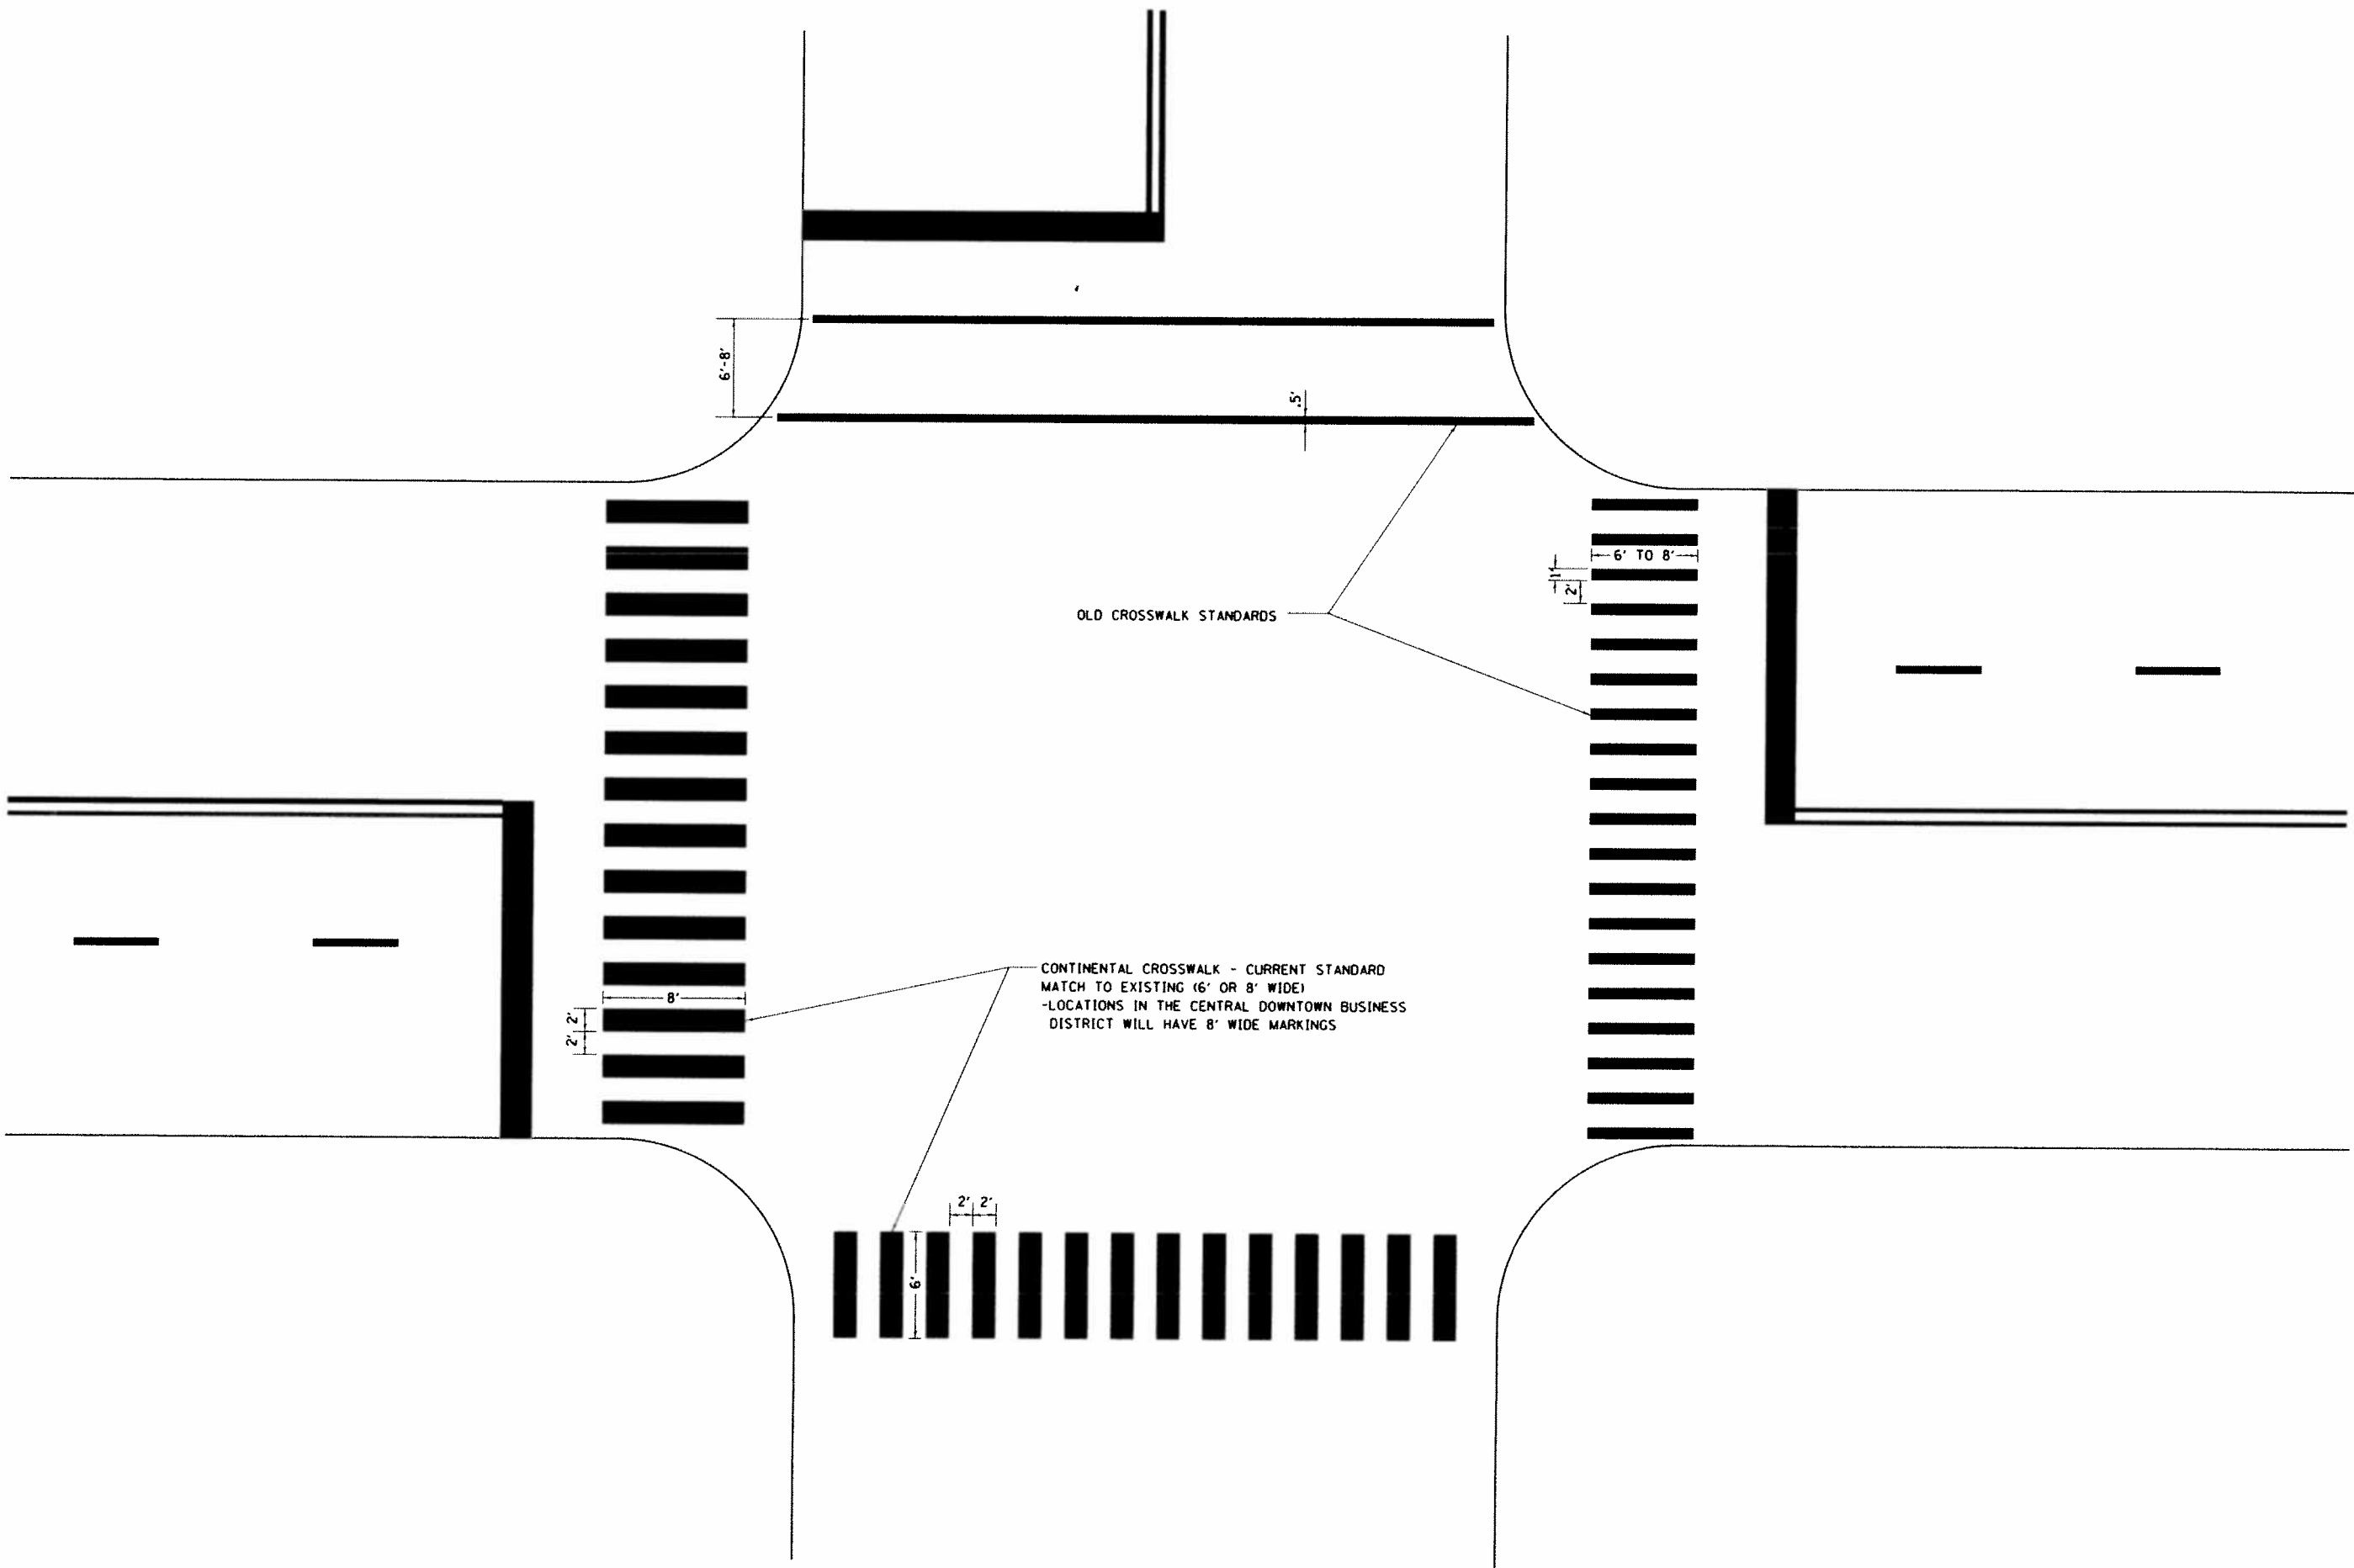 6'-8'
.5'
6' TO 8'
1'
2'
OLD CROSSWALK STANDARDS
CONTINENTAL CROSSWALK - CURRENT STANDARD
MATCH TO EXISTING (6' OR 8' WIDE)
-LOCATIONS IN THE CENTRAL DOWNTOWN BUSINESS
DISTRICT WILL HAVE 8' WIDE MARKINGS
8'
2'
2'
2' 2'
6'